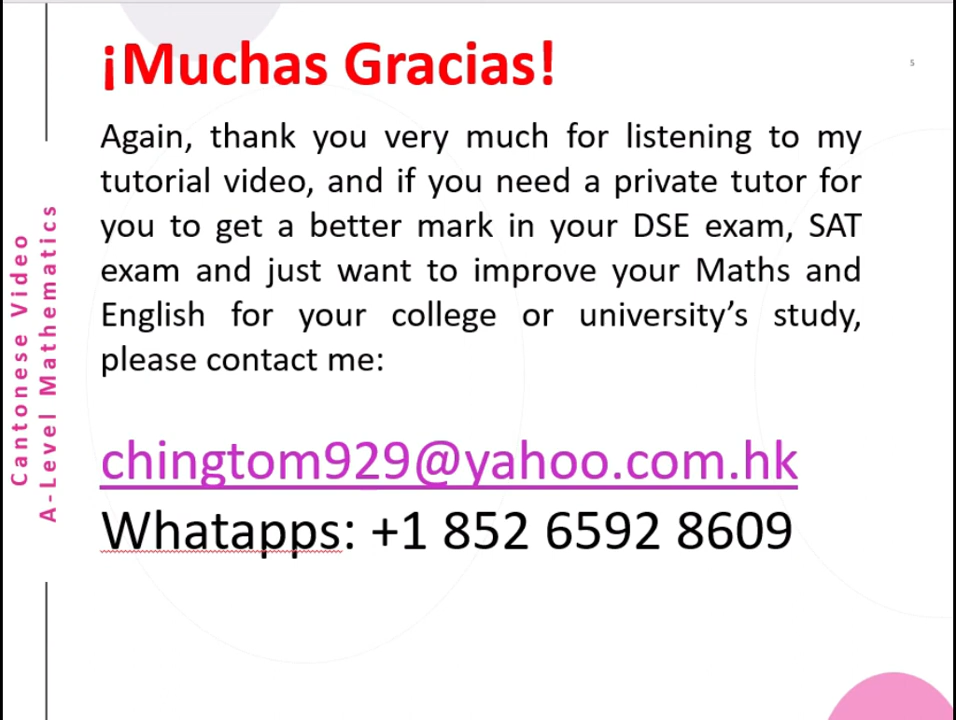 ¡Muchas Gracias!
5
Again, thank you very much for listening to my
tutorial video, and if you need a private tutor for
you to get a better mark in your DSE exam, SAT
exam and just want to improve your Maths and
English for your college or university’s study,
please contact me:
chingtom929@yahoo.com.hk
Whatapps: +1 852 6592 8609
Cantonese Video
A-Level Mathematics